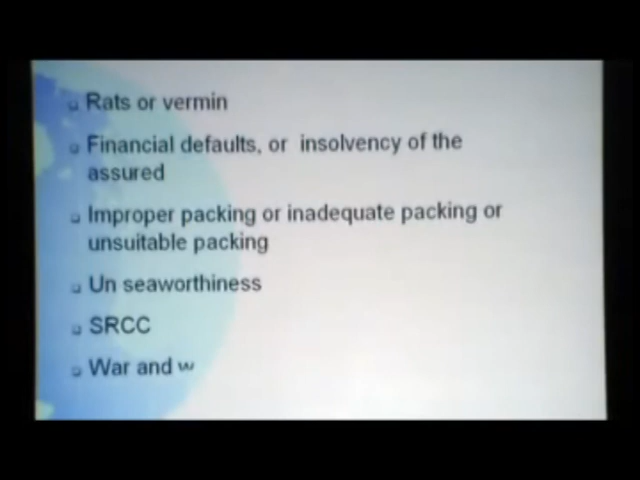 Rats or vermin
Financial defaults, or insolvency of the
assured
Improper packing or inadequate packing or
unsuitable packing
Un seaworthiness
SRCC
War and w